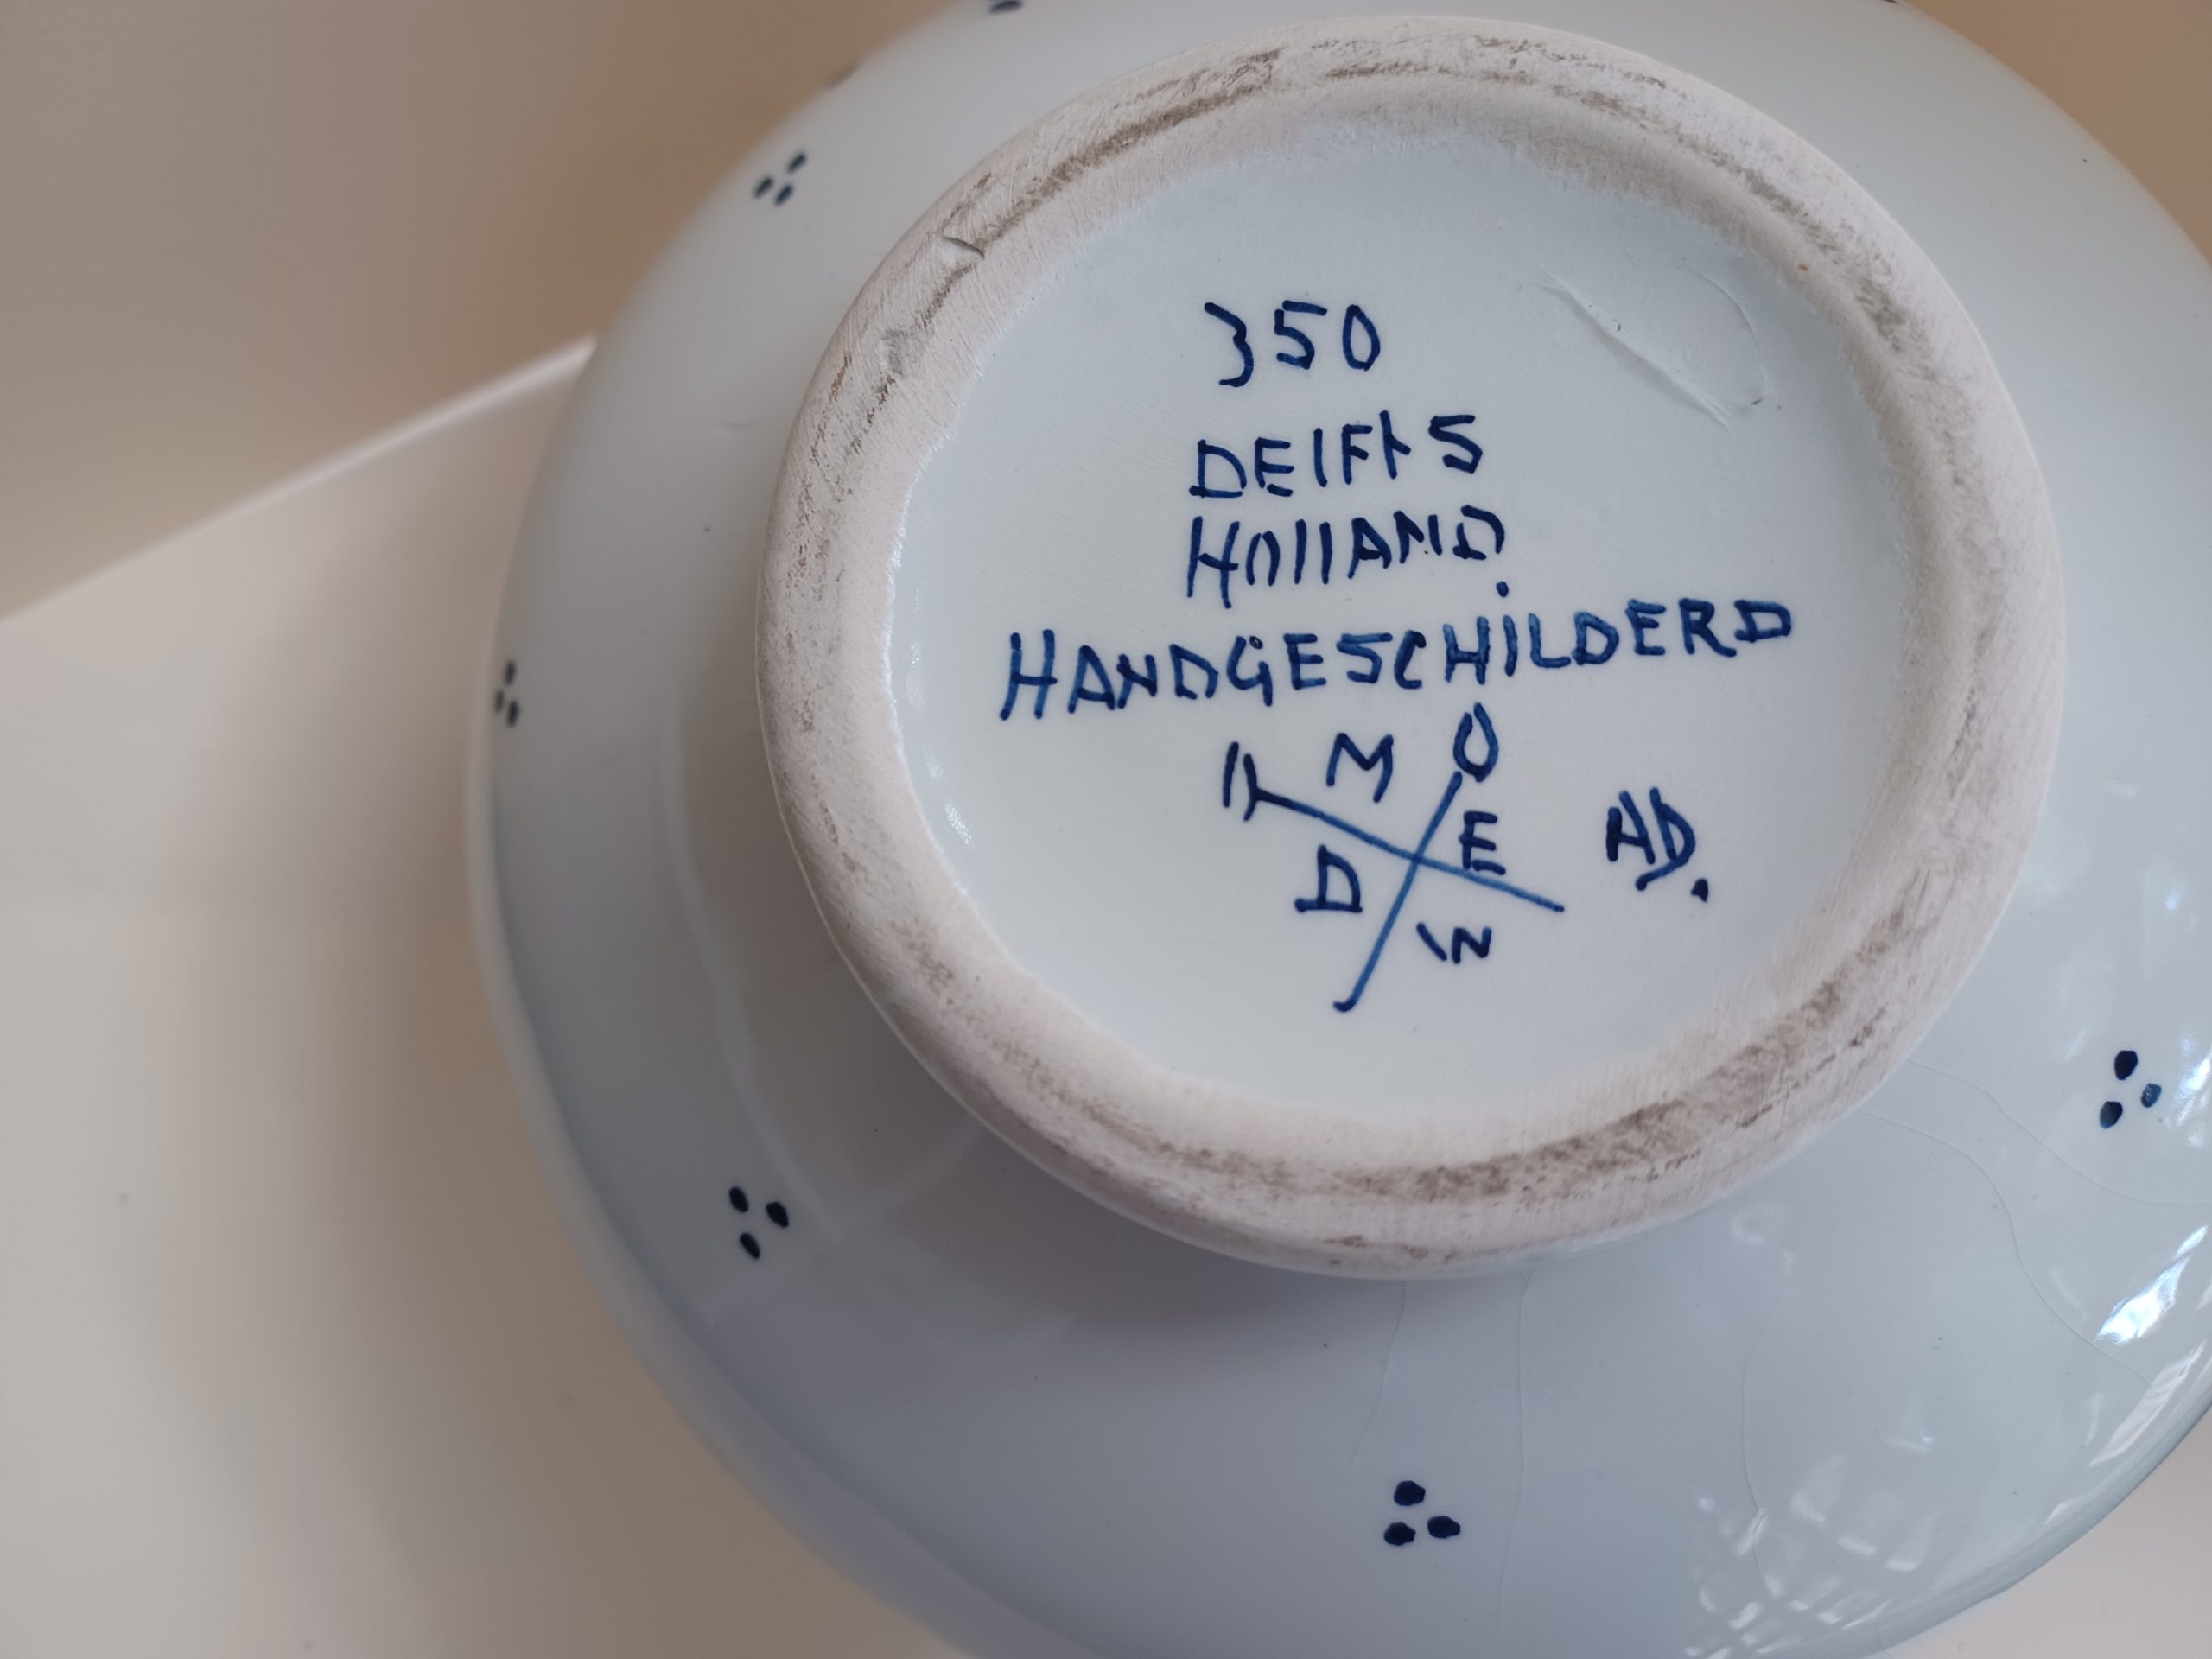 350
DElFtS
HOllAND
HANDGESCHiLDERD
M O
D E
AD.